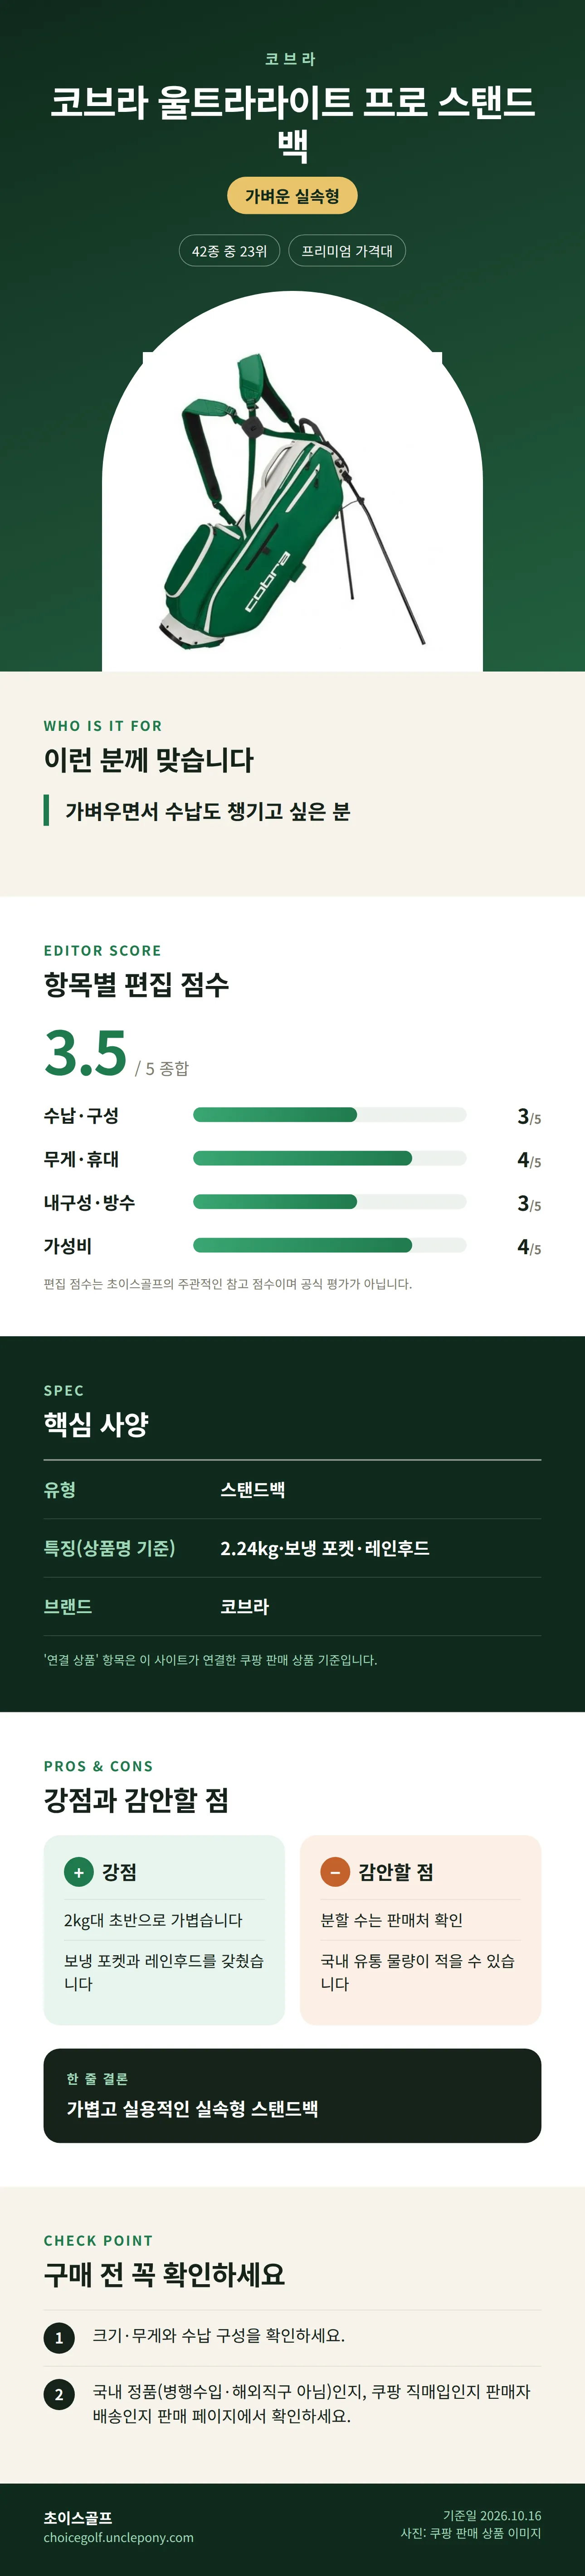 코브라
코브라 울트라라이트 프로 스탠드
백
가벼운 실속형
42종 중 23위
프리미엄 가격대
cobra
WHO IS IT FOR
이런 분께 맞습니다
가벼우면서 수납도 챙기고 싶은 분
EDITOR SCORE
항목별 편집 점수
3.5 / 5 종합
수납·구성 3/5
무게·휴대 4/5
내구성·방수 3/5
가성비 4/5
편집 점수는 초이스골프의 주관적인 참고 점수이며 공식 평가가 아닙니다.
SPEC
핵심 사양
유형 스탠드백
특징(상품명 기준) 2.24kg·보냉 포켓·레인후드
브랜드 코브라
'연결 상품' 항목은 이 사이트가 연결한 쿠팡 판매 상품 기준입니다.
PROS & CONS
강점과 감안할 점
+ 강점
2kg대 초반으로 가볍습니다
보냉 포켓과 레인후드를 갖췄습
니다
− 감안할 점
분할 수는 판매처 확인
국내 유통 물량이 적을 수 있습
니다
한 줄 결론
가볍고 실용적인 실속형 스탠드백
CHECK POINT
구매 전 꼭 확인하세요
1 크기·무게와 수납 구성을 확인하세요.
2 국내 정품(병행수입·해외직구 아님)인지, 쿠팡 직매입인지 판매자
배송인지 판매 페이지에서 확인하세요.
초이스골프
choicegolf.unclepony.com
기준일 2026.10.16
사진: 쿠팡 판매 상품 이미지